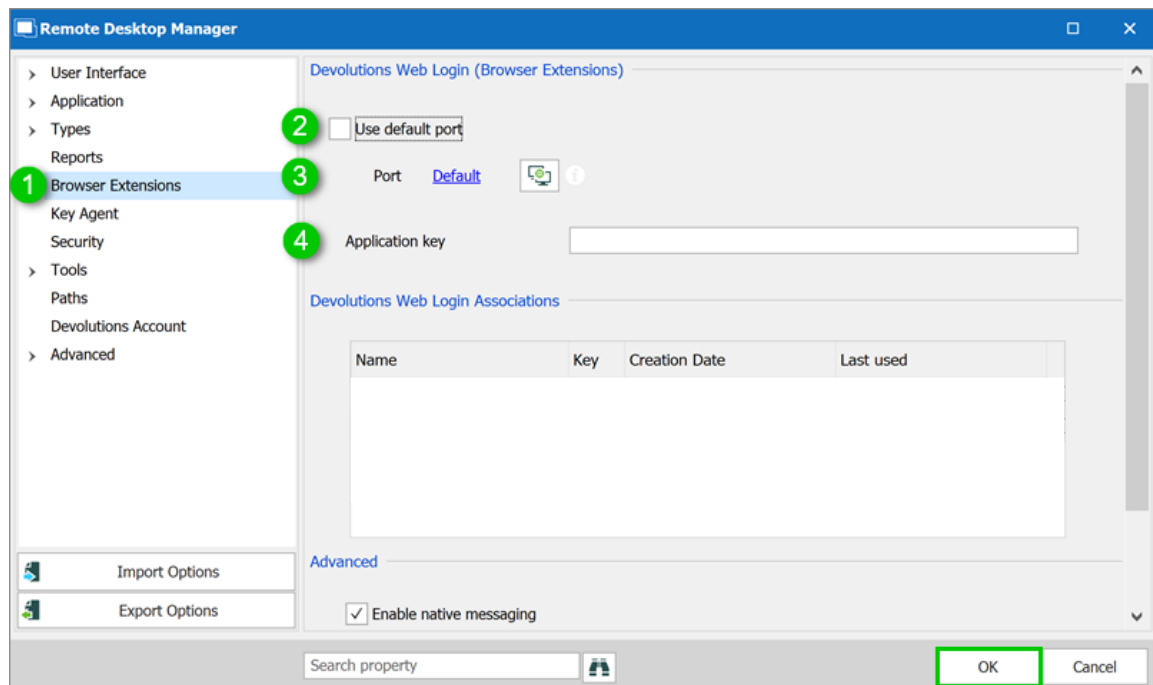 Remote Desktop Manager
User Interface
Application
Types
Reports
1 Browser Extensions
Key Agent
Security
Tools
Paths
Devolutions Account
Advanced
Import Options
Export Options
Devolutions Web Login (Browser Extensions)
2 Use default port
3 Port Default
4 Application key
Devolutions Web Login Associations
Name Key Creation Date Last used
Advanced
Enable native messaging
Search property
OK Cancel